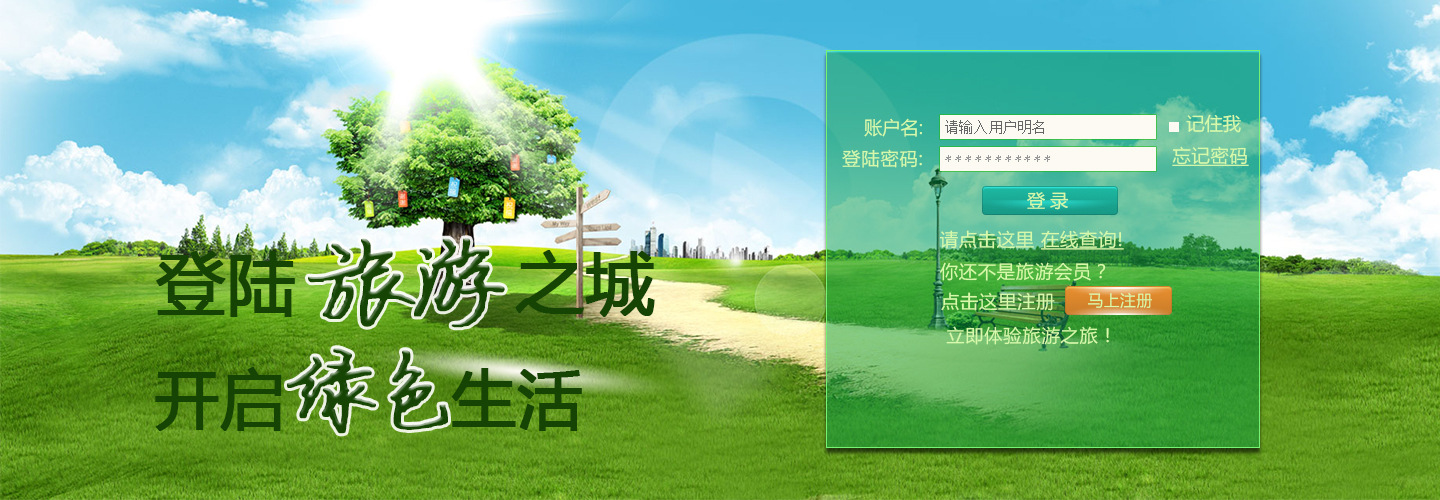 登陆旅游之城
开启绿色生活
账户名: 请输入用户明名 记住我
登陆密码: *********** 忘记密码
登录
请点击这里 在线查询!
你还不是旅游会员？
点击这里注册 马上注册
立即体验旅游之旅！